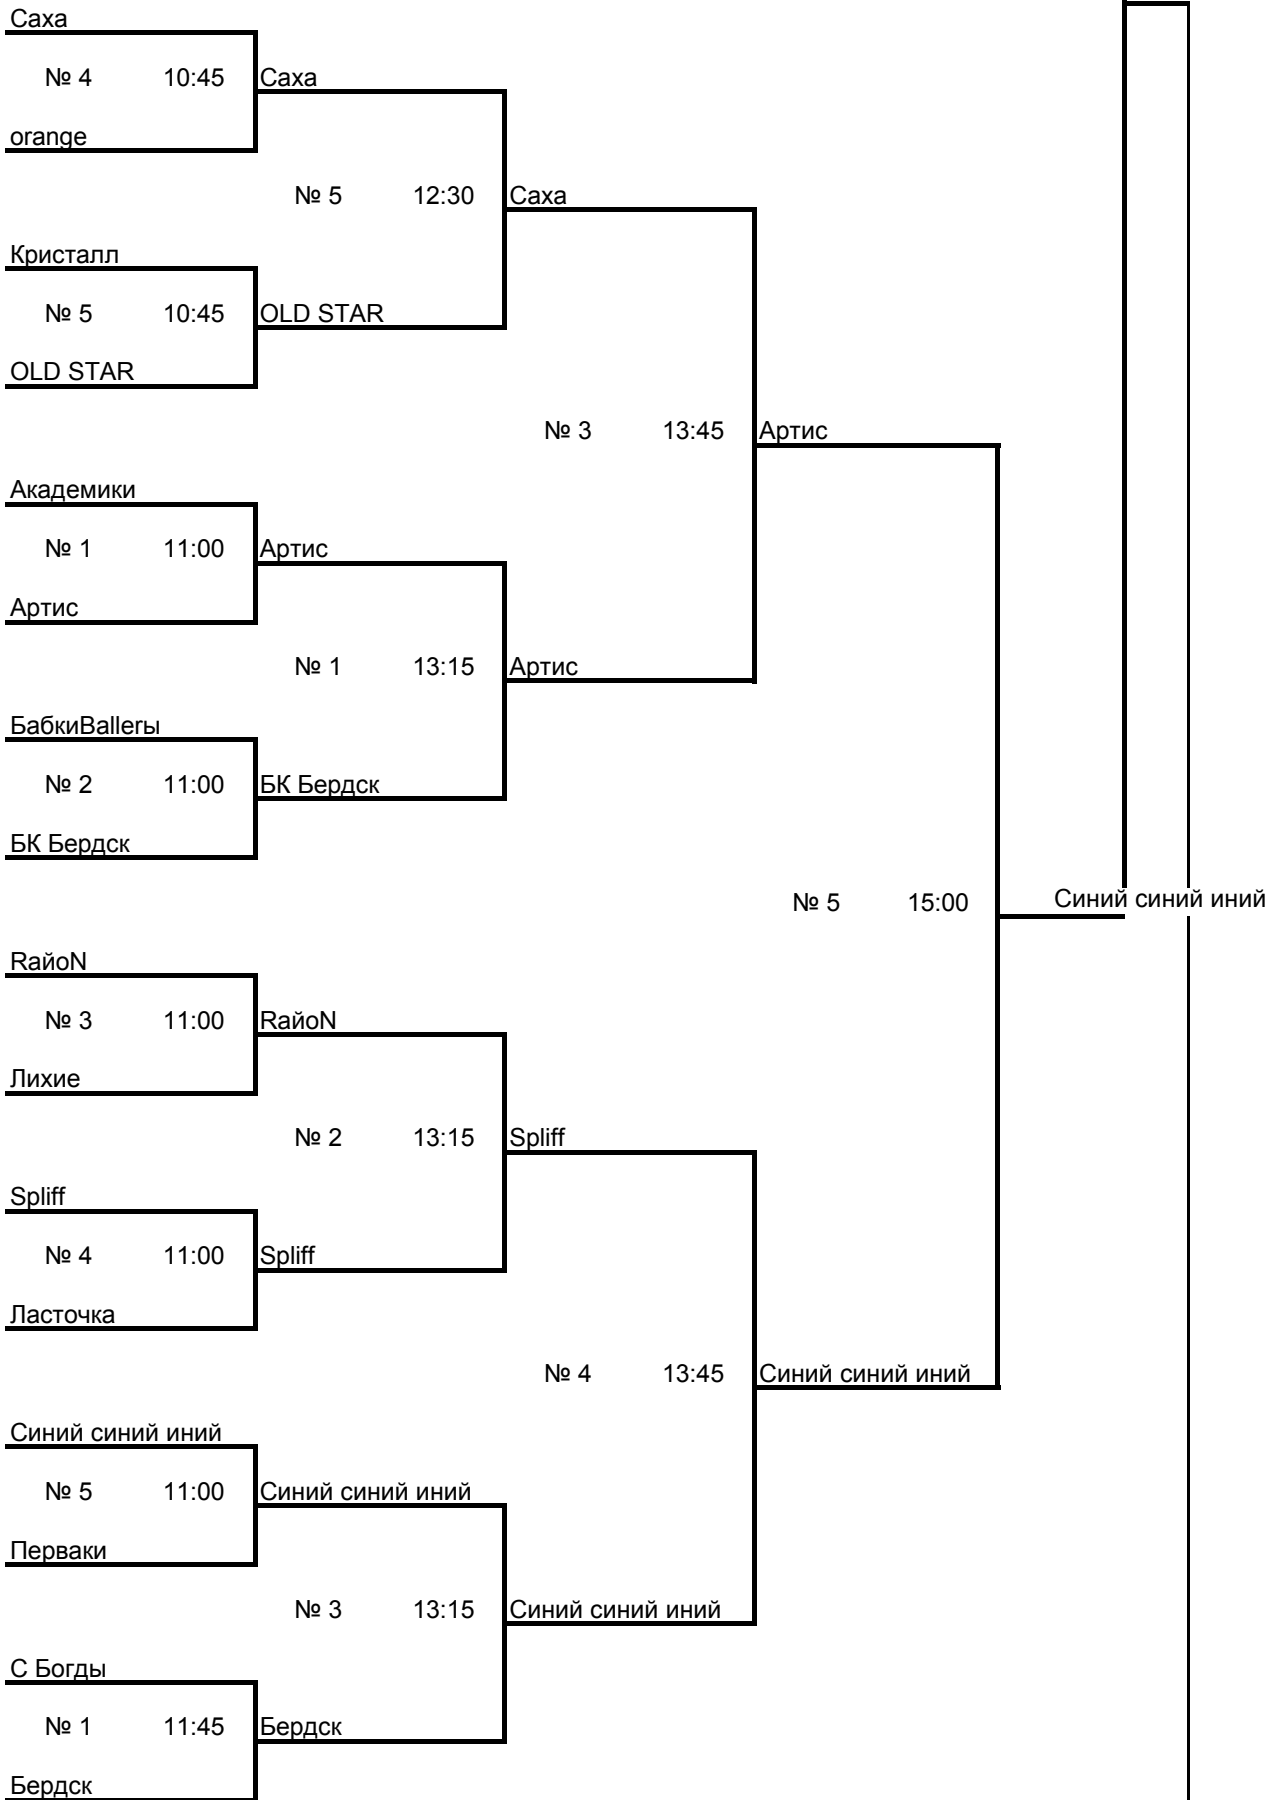 Саха
№ 4 10:45 Саха
orange
№ 5 12:30 Саха
Кристалл
№ 5 10:45 OLD STAR
OLD STAR
№ 3 13:45 Артис
Академики
№ 1 11:00 Артис
Артис
№ 1 13:15 Артис
БабкиBallerы
№ 2 11:00 БК Бердск
БК Бердск
№ 5 15:00 Синий синий иний
RайоN
№ 3 11:00 RайоN
Лихие
№ 2 13:15 Spliff
Spliff
№ 4 11:00 Spliff
Ласточка
№ 4 13:45 Синий синий иний
Синий синий иний
№ 5 11:00 Синий синий иний
Перваки
№ 3 13:15 Синий синий иний
С Богды
№ 1 11:45 Бердск
Бердск